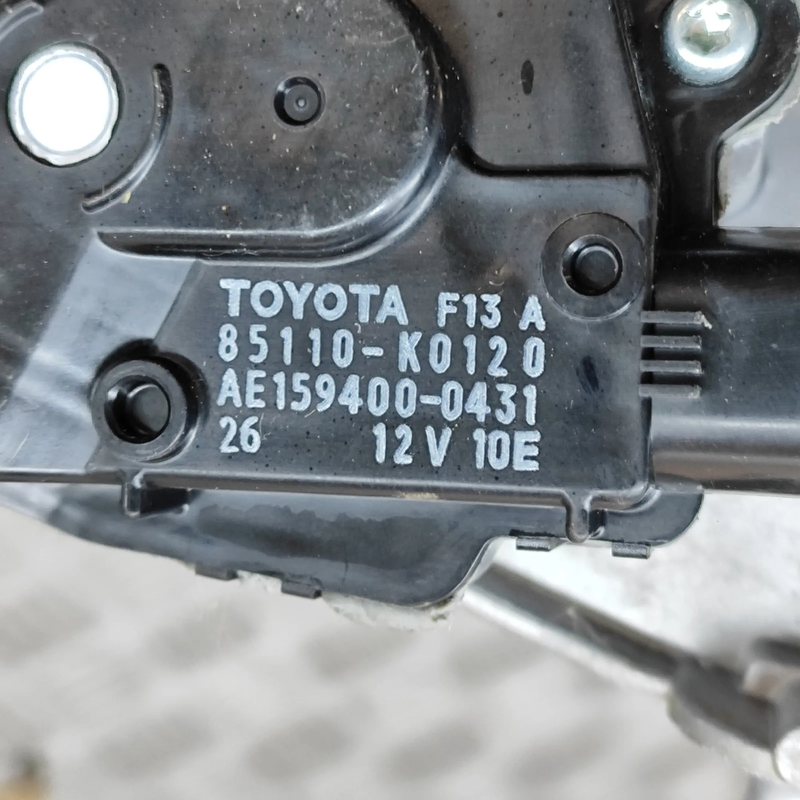 TOYOTA F13 A
85110-K0120
AE159400-0431
26 12V 10E